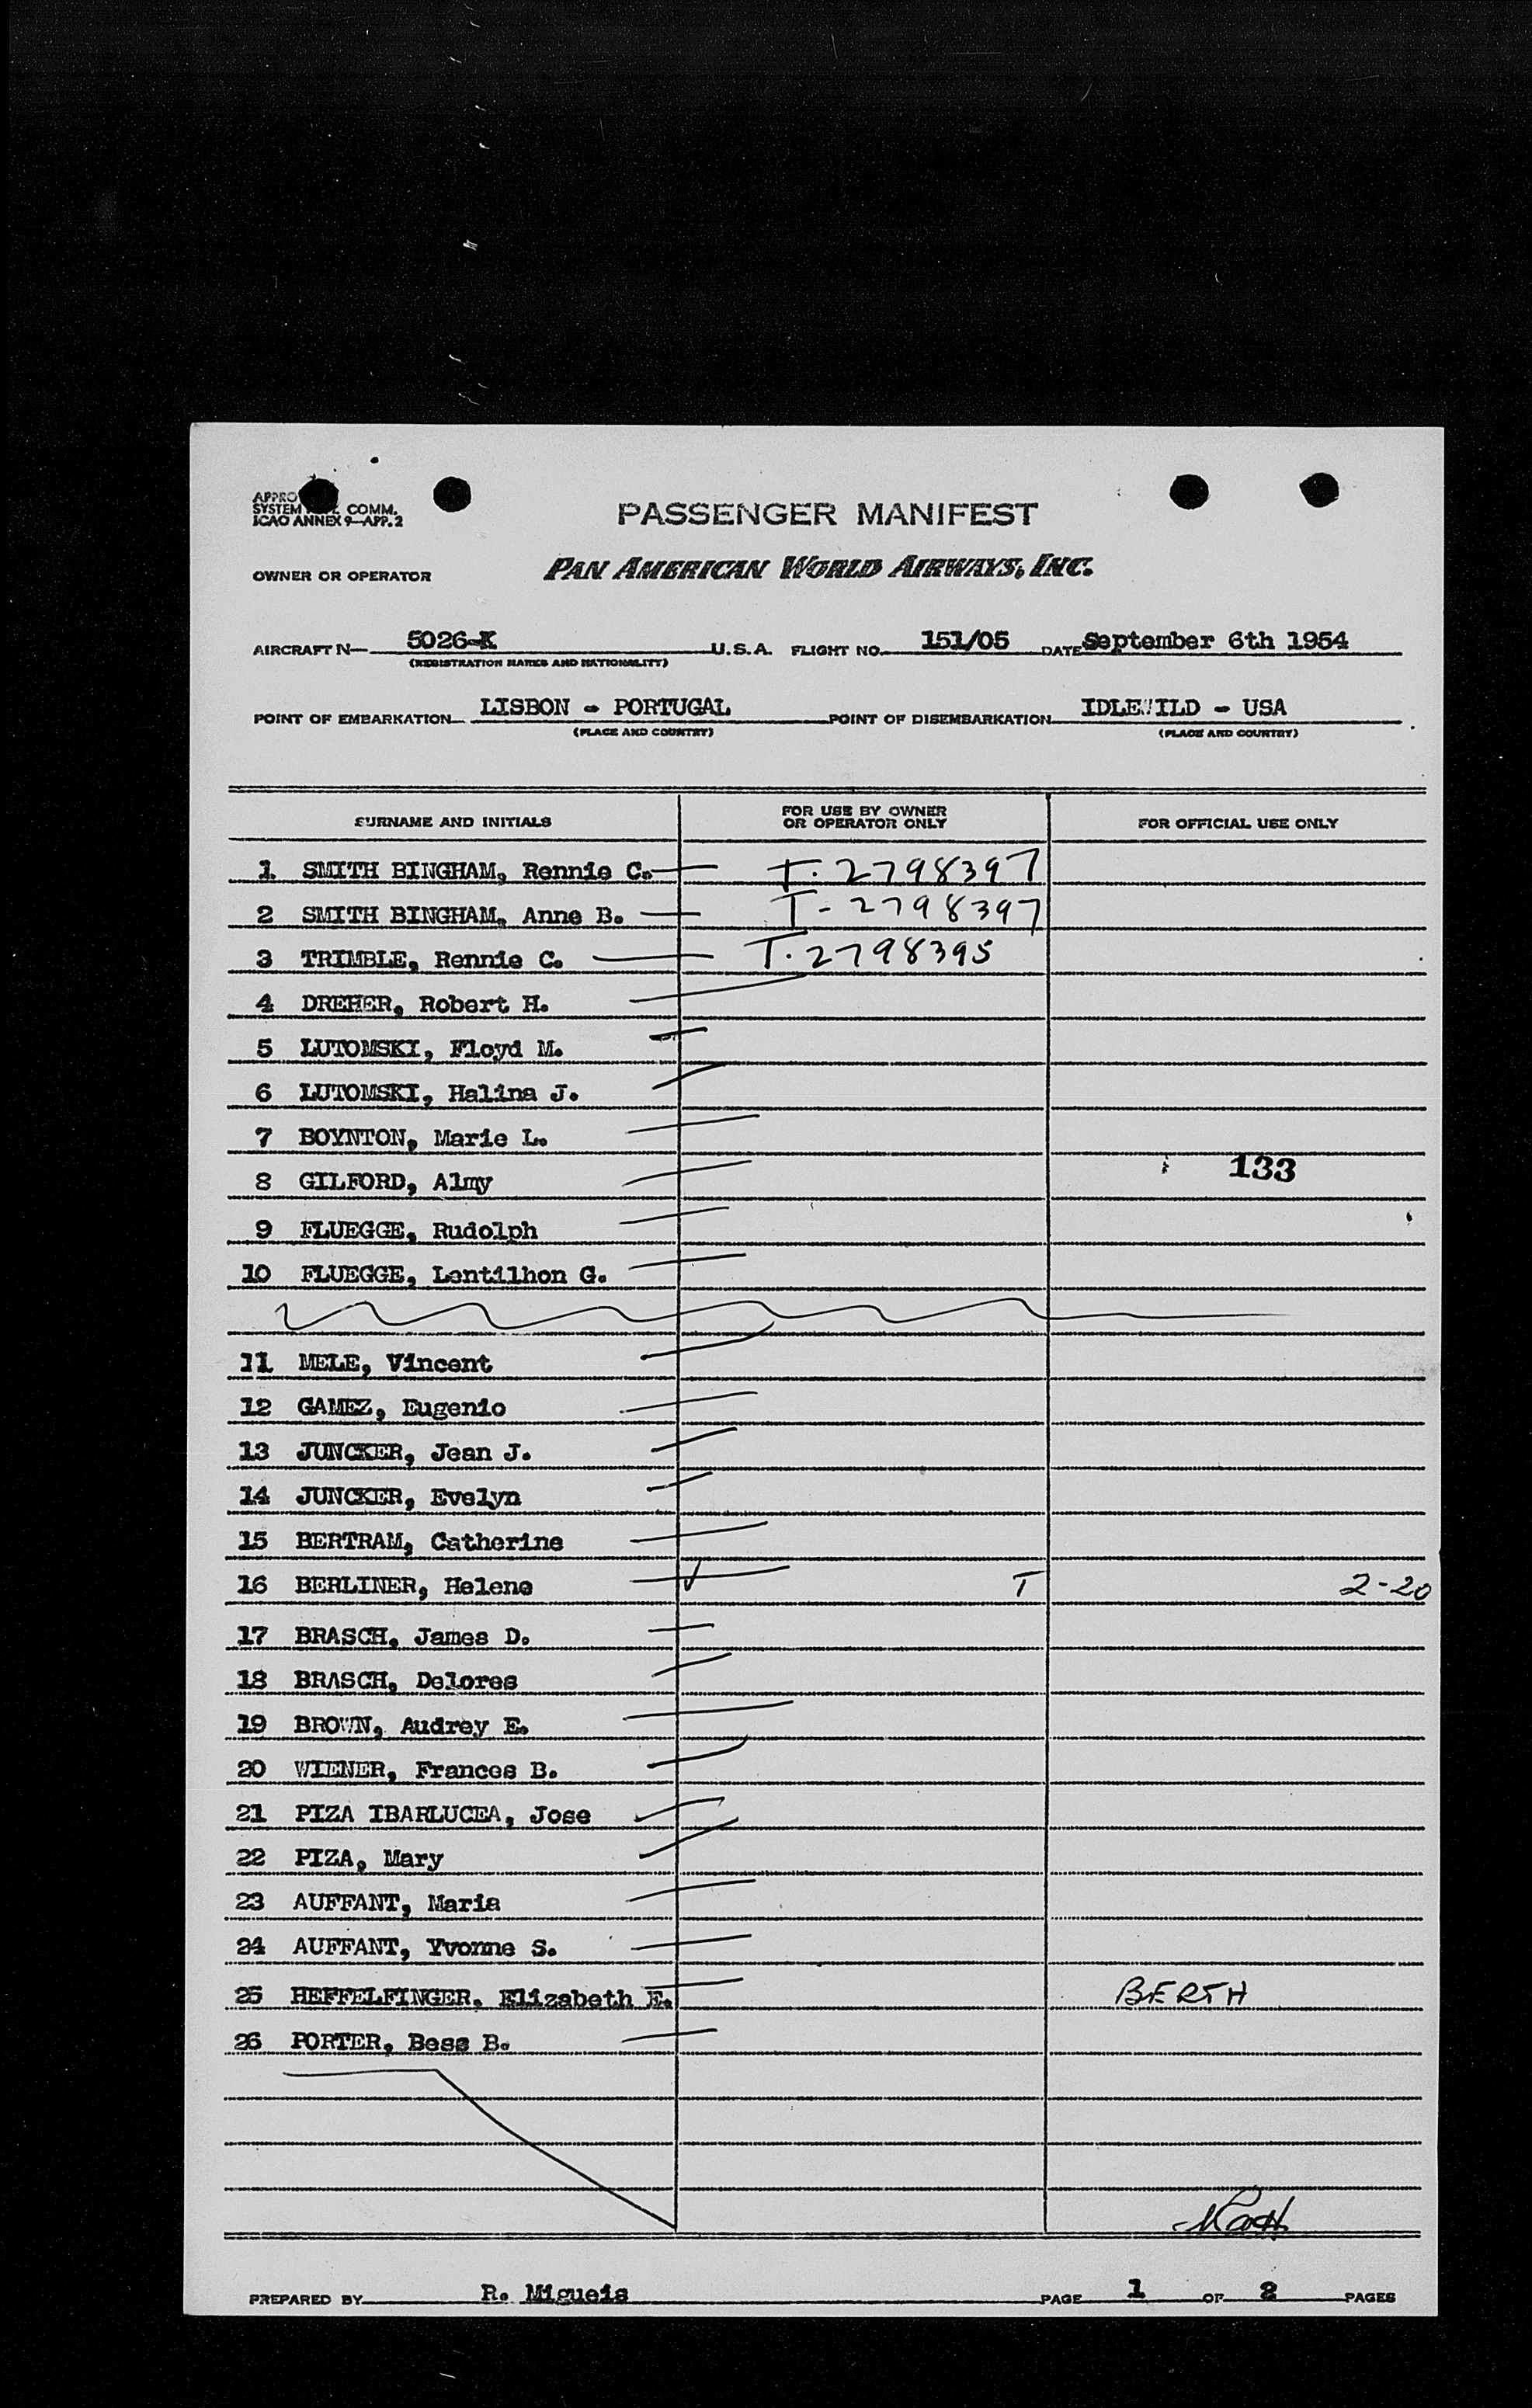 APPRO
SYSTEM COMM.
ICAO ANNEX 9—APP. 2
PASSENGER MANIFEST
OWNER OR OPERATOR PAN AMERICAN WORLD AIRWAYS, INC.
AIRCRAFT N— 5026-K U.S.A. FLIGHT NO. 151/05 DATE September 6th 1954
(REGISTRATION MARKS AND NATIONALITY)
POINT OF EMBARKATION LISBON - PORTUGAL POINT OF DISEMBARKATION IDLEWILD - USA
(PLACE AND COUNTRY) (PLACE AND COUNTRY)
SURNAME AND INITIALS FOR USE BY OWNER OR OPERATOR ONLY FOR OFFICIAL USE ONLY
1 SMITH BINGHAM, Rennie C. T. 2798397
2 SMITH BINGHAM, Anne B. T - 2798397
3 TRIMBLE, Rennie C. T. 2798395
4 DREHER, Robert H.
5 LUTOMSKI, Floyd M.
6 LUTOMSKI, Halina J.
7 BOYNTON, Marie L.
8 GILFORD, Almy 133
9 FLUEGGE, Rudolph
10 FLUEGGE, Lentilhon G.
11 MELE, Vincent
12 GAMEZ, Eugenio
13 JUNCKER, Jean J.
14 JUNCKER, Evelyn
15 BERTRAM, Catherine
16 BERLINER, Helene ✓ T 2-20
17 BRASCH, James D.
18 BRASCH, Delores
19 BROWN, Audrey E.
20 WIENER, Frances B.
21 PIZA IBARLUCEA, Jose
22 PIZA, Mary
23 AUFFANT, Maria
24 AUFFANT, Yvonne S.
25 HEFFELFINGER, Elizabeth E. BERTH
26 PORTER, Bess B.
PREPARED BY R. Migueis PAGE 1 OF 2 PAGES